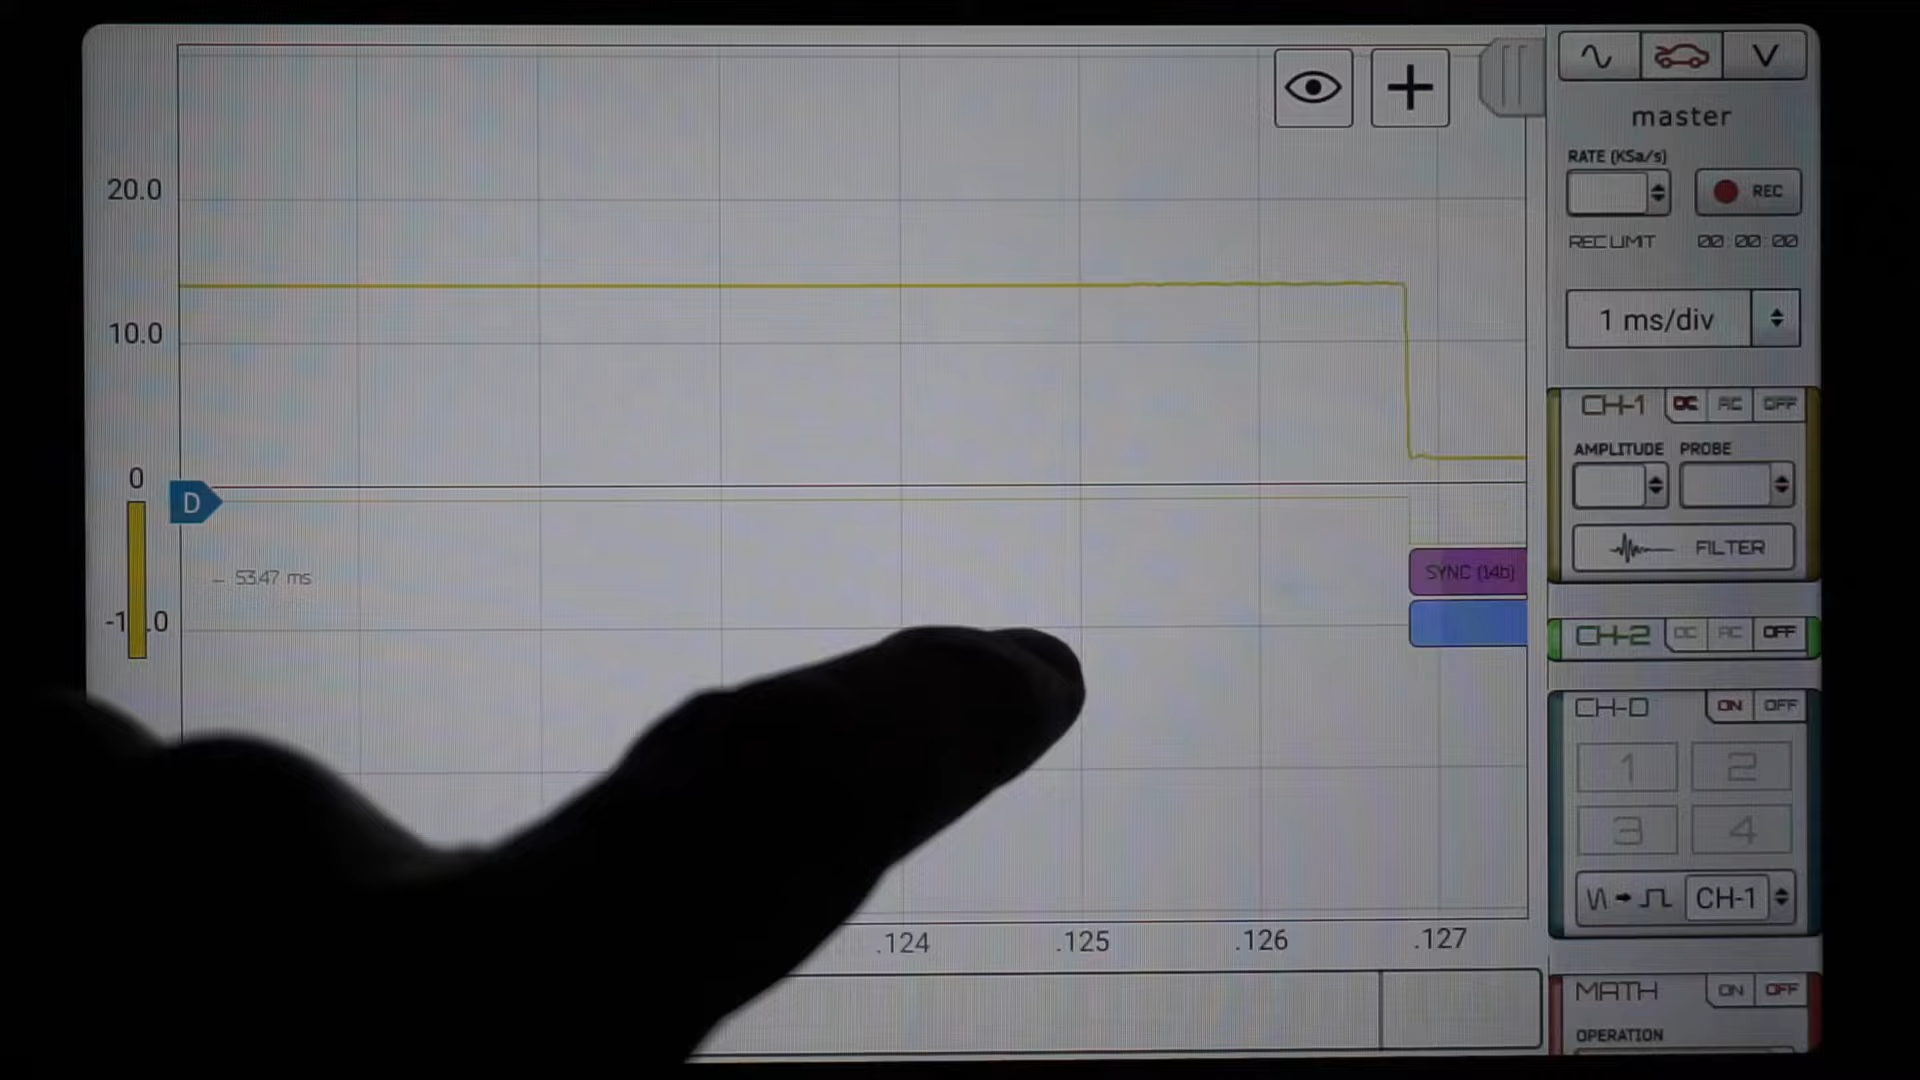 master
RATE (KSa/s)
REC
REC LIMIT 00:00:00
20.0
10.0
0
-1 .0
D
← 53.47 ms
SYNC (14b)
.124 .125 .126 .127
V
1 ms/div
CH-1 DC AC OFF
AMPLITUDE PROBE
FILTER
CH-2 DC AC OFF
CH-D ON OFF
1 2
3 4
CH-1
MATH ON OFF
OPERATION